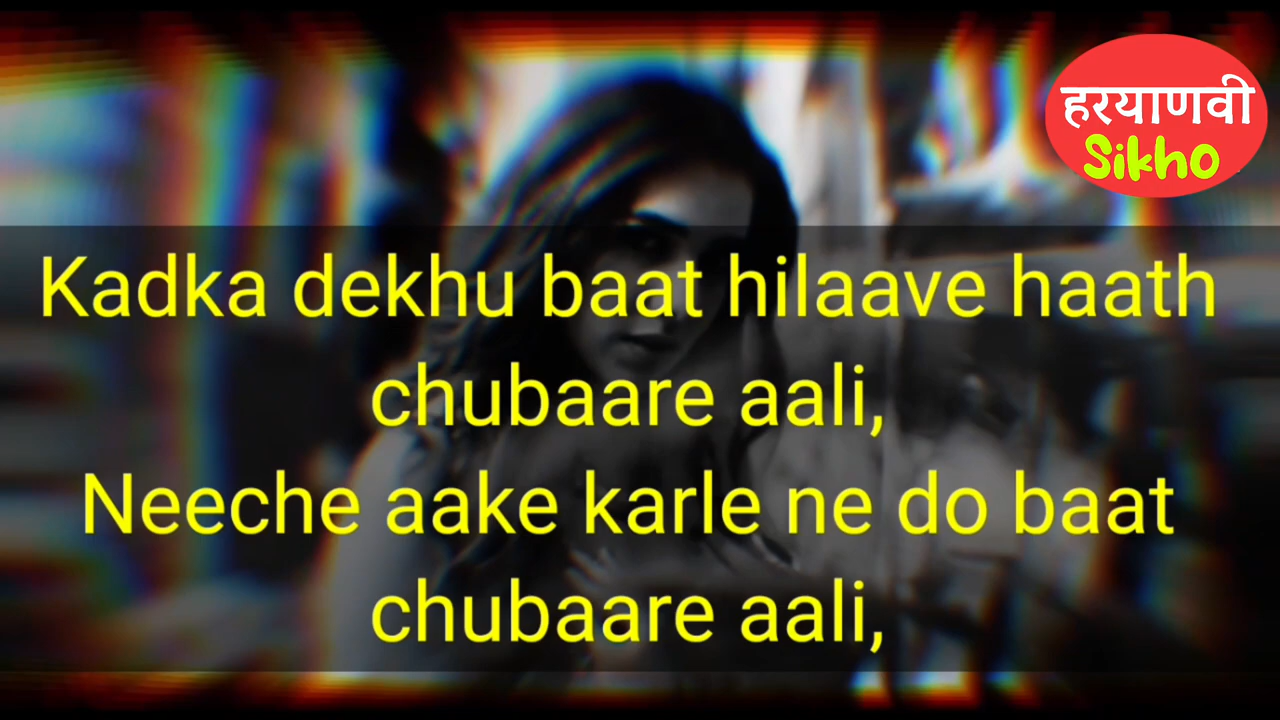 हरयाणवी
Sikho
Kadka dekhu baat hilaave haath
chubaare aali,
Neeche aake karle ne do baat
chubaare aali,